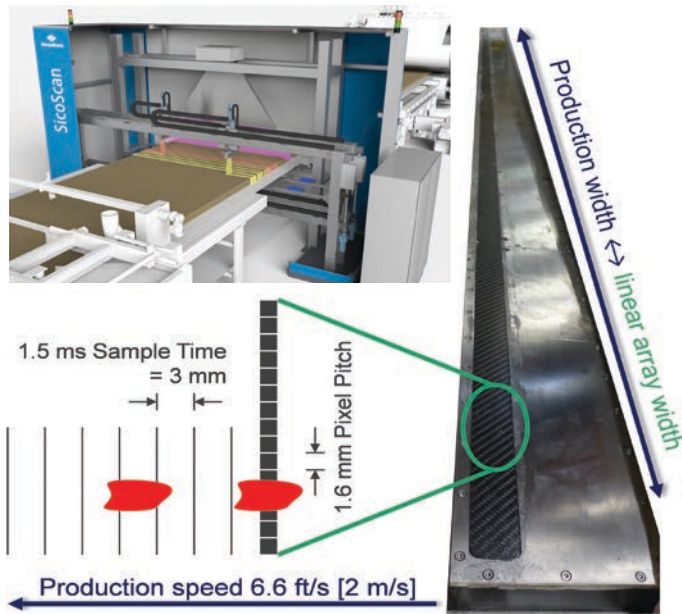 SicoScan
Production width ↔ linear array width
1.5 ms Sample Time
= 3 mm
1.6 mm Pixel Pitch
Production speed 6.6 ft/s [2 m/s]